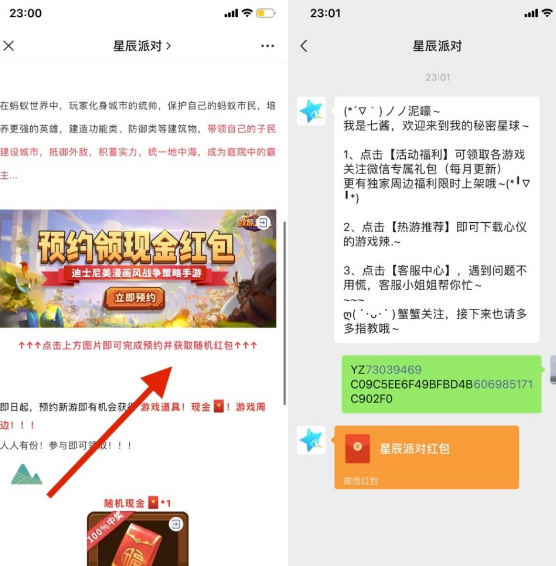 23:00
星辰派对
在蚂蚁世界中，玩家化身城市的统帅，保护自己的蚂蚁市民，培
养更强的英雄，建造功能类、防御类等建筑物，带领自己的子民
建设城市，抵御外敌，积蓄实力，统一地中海，成为庭院中的霸
主...
预约领现金红包
迪士尼美漫画风战争策略手游
立即预约
↑↑↑点击上方图片即可完成预约并获取随机红包↑↑↑
即日起，预约新游即有机会获得 游戏道具！现金！游戏周
边！！！
人人有份！参与即可领取！！！
随机现金*1
100%中奖
福
23:01
星辰派对
23:01
(*´▽｀)ノノ泥嚎~
我是七酱，欢迎来到我的秘密星球~
1、点击【活动福利】可领取各游戏
关注微信专属礼包（每月更新）
更有独家周边福利限时上架哦~(*╹▽
╹*)
2、点击【热游推荐】即可下载心仪
的游戏辣.~
3、点击【客服中心】，遇到问题不
用慌，客服小姐姐帮你忙~
~~~
ღ(´･ᴗ･`)蟹蟹关注，接下来也请多
多指教哦~
YZ73039469
C09C5EE6F49BFBD4B606985171
C902F0
星辰派对红包
微信红包